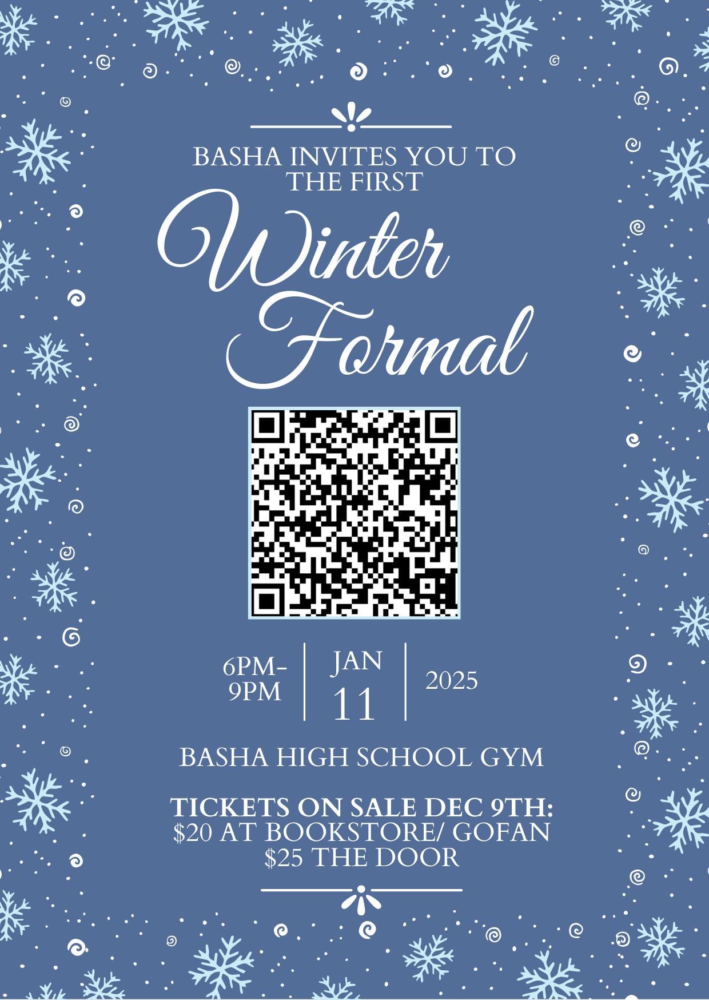 BASHA INVITES YOU TO
THE FIRST
Winter
Formal
6PM-
9PM
JAN
11
2025
BASHA HIGH SCHOOL GYM
TICKETS ON SALE DEC 9TH:
$20 AT BOOKSTORE/ GOFAN
$25 THE DOOR